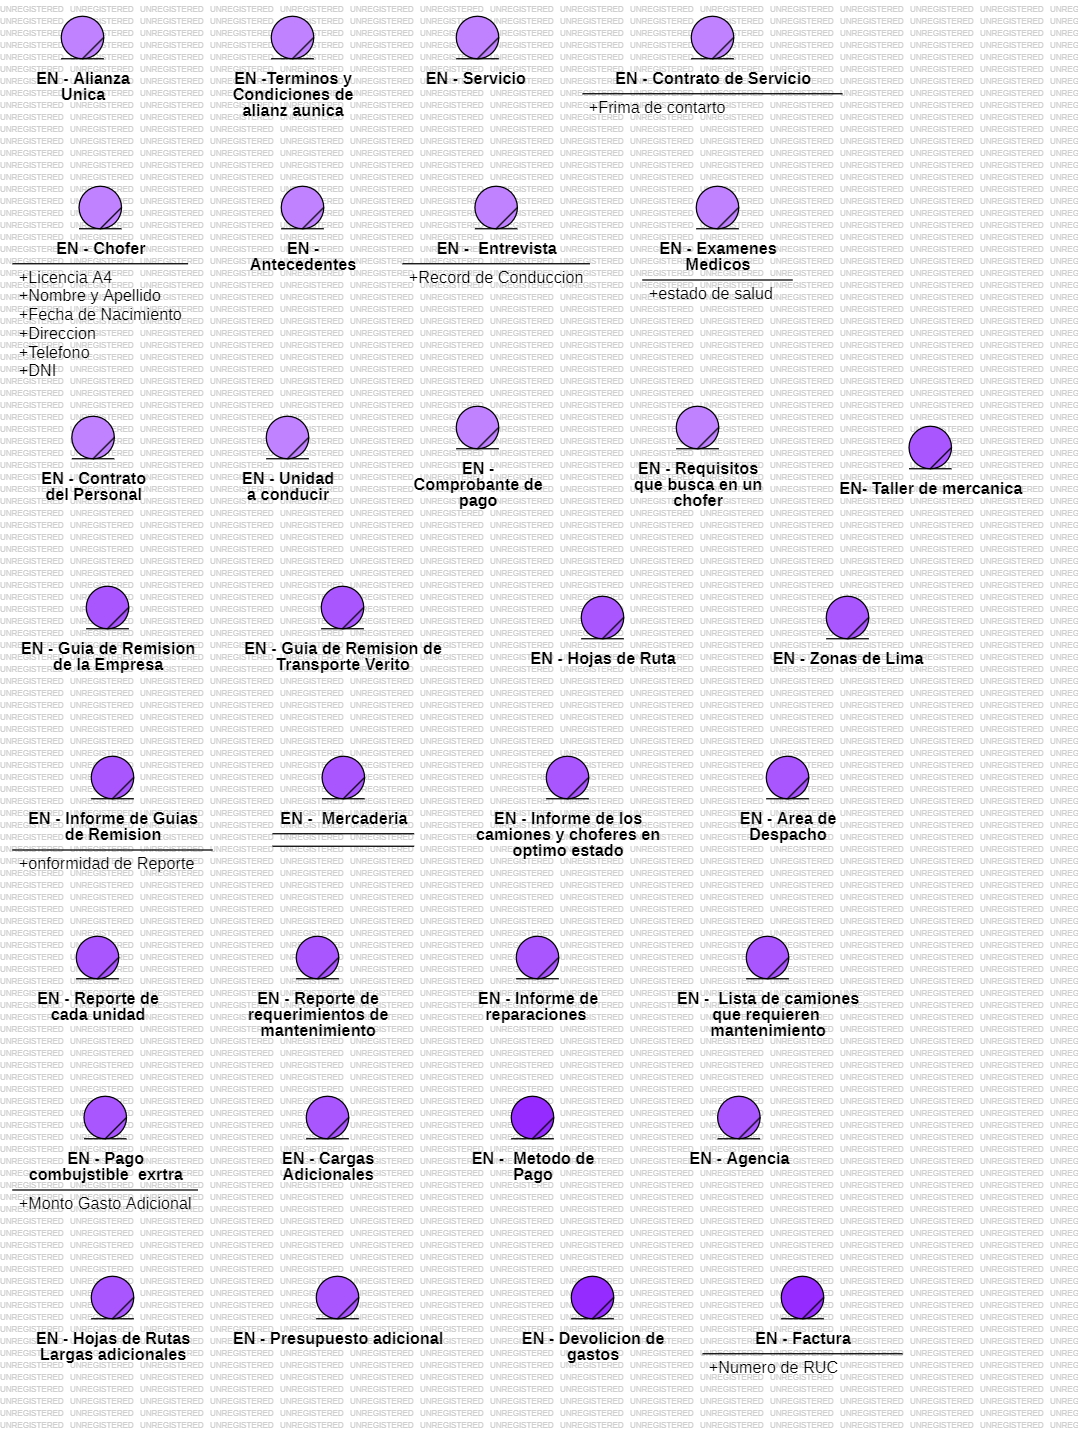 EN - Alianza
Unica
EN -Terminos y
Condiciones de
alianz aunica
EN - Servicio
EN - Contrato de Servicio
+Frima de contarto
EN - Chofer
+Licencia A4
+Nombre y Apellido
+Fecha de Nacimiento
+Direccion
+Telefono
+DNI
EN -
Antecedentes
EN -  Entrevista
+Record de Conduccion
EN - Examenes
Medicos
+estado de salud
EN - Contrato
del Personal
EN - Unidad
a conducir
EN -
Comprobante de
pago
EN - Requisitos
que busca en un
chofer
EN- Taller de mercanica
EN - Guia de Remision
de la Empresa
EN - Guia de Remision de
Transporte Verito
EN - Hojas de Ruta
EN - Zonas de Lima
EN - Informe de Guias
de Remision
+onformidad de Reporte
EN -  Mercaderia
EN - Informe de los
camiones y choferes en
optimo estado
EN - Area de
Despacho
EN - Reporte de
cada unidad
EN - Reporte de
requerimientos de
mantenimiento
EN - Informe de
reparaciones
EN -  Lista de camiones
que requieren
mantenimiento
EN - Pago
combujstible  exrtra
+Monto Gasto Adicional
EN - Cargas
Adicionales
EN -  Metodo de
Pago
EN - Agencia
EN - Hojas de Rutas
Largas adicionales
EN - Presupuesto adicional
EN - Devolicion de
gastos
EN - Factura
+Numero de RUC
UNREGISTERED